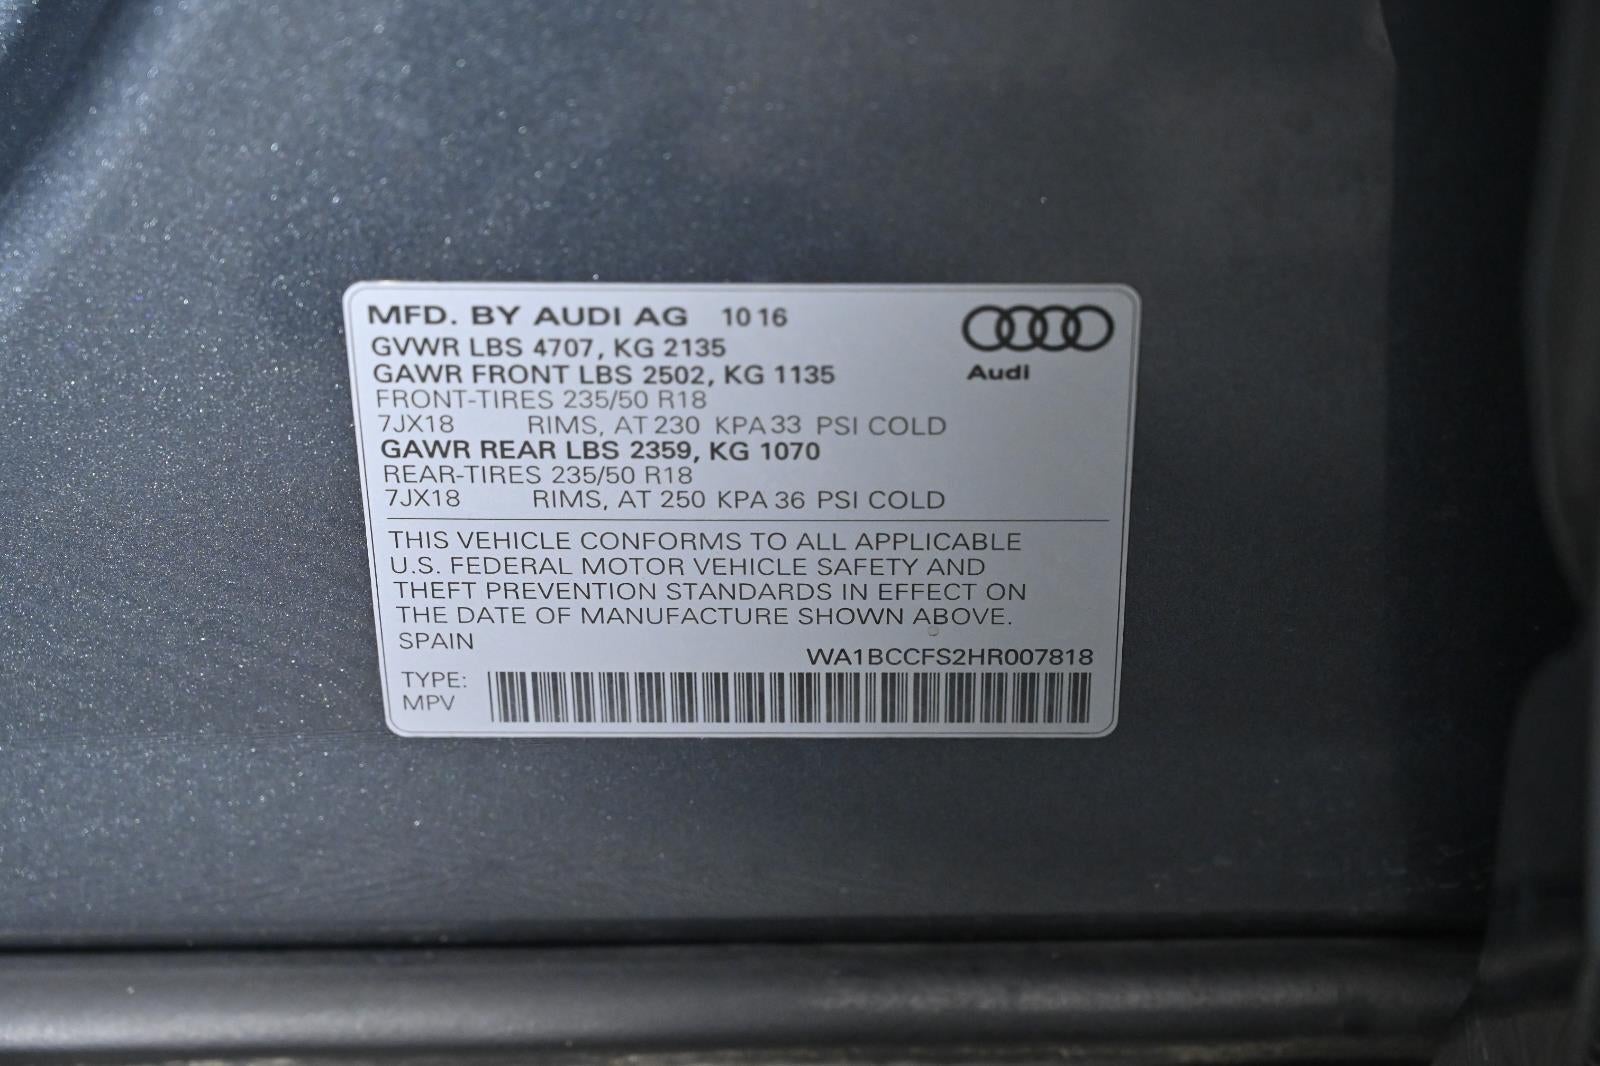 MFD. BY AUDI AG 10 16
GVWR LBS 4707, KG 2135
GAWR FRONT LBS 2502, KG 1135
Audi
FRONT-TIRES 235/50 R18
7JX18 RIMS, AT 230 KPA 33 PSI COLD
GAWR REAR LBS 2359, KG 1070
REAR-TIRES 235/50 R18
7JX18 RIMS, AT 250 KPA 36 PSI COLD
THIS VEHICLE CONFORMS TO ALL APPLICABLE
U.S. FEDERAL MOTOR VEHICLE SAFETY AND
THEFT PREVENTION STANDARDS IN EFFECT ON
THE DATE OF MANUFACTURE SHOWN ABOVE.
SPAIN
WA1BCCFS2HR007818
TYPE:
MPV